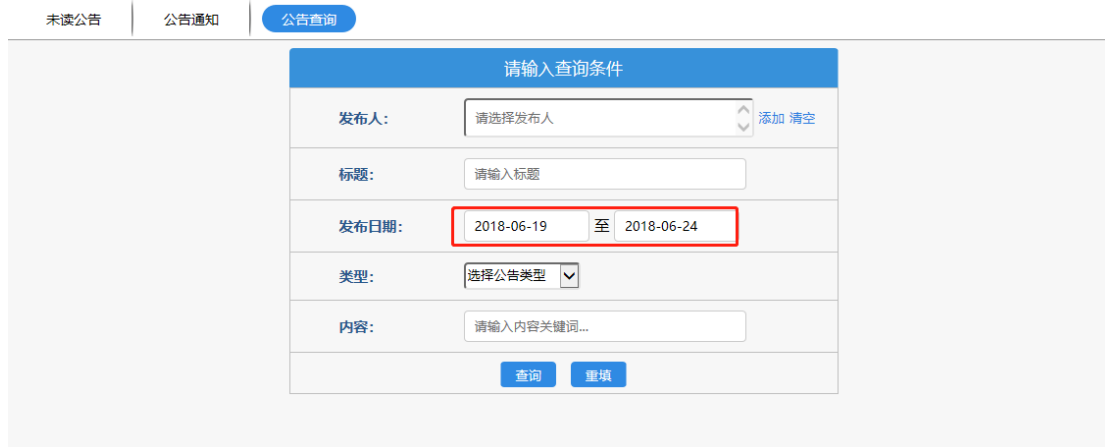 未读公告 公告通知 公告查询
请输入查询条件
发布人： 请选择发布人 添加 清空
标题： 请输入标题
发布日期： 2018-06-19 至 2018-06-24
类型： 选择公告类型
内容： 请输入内容关键词...
查询 重填